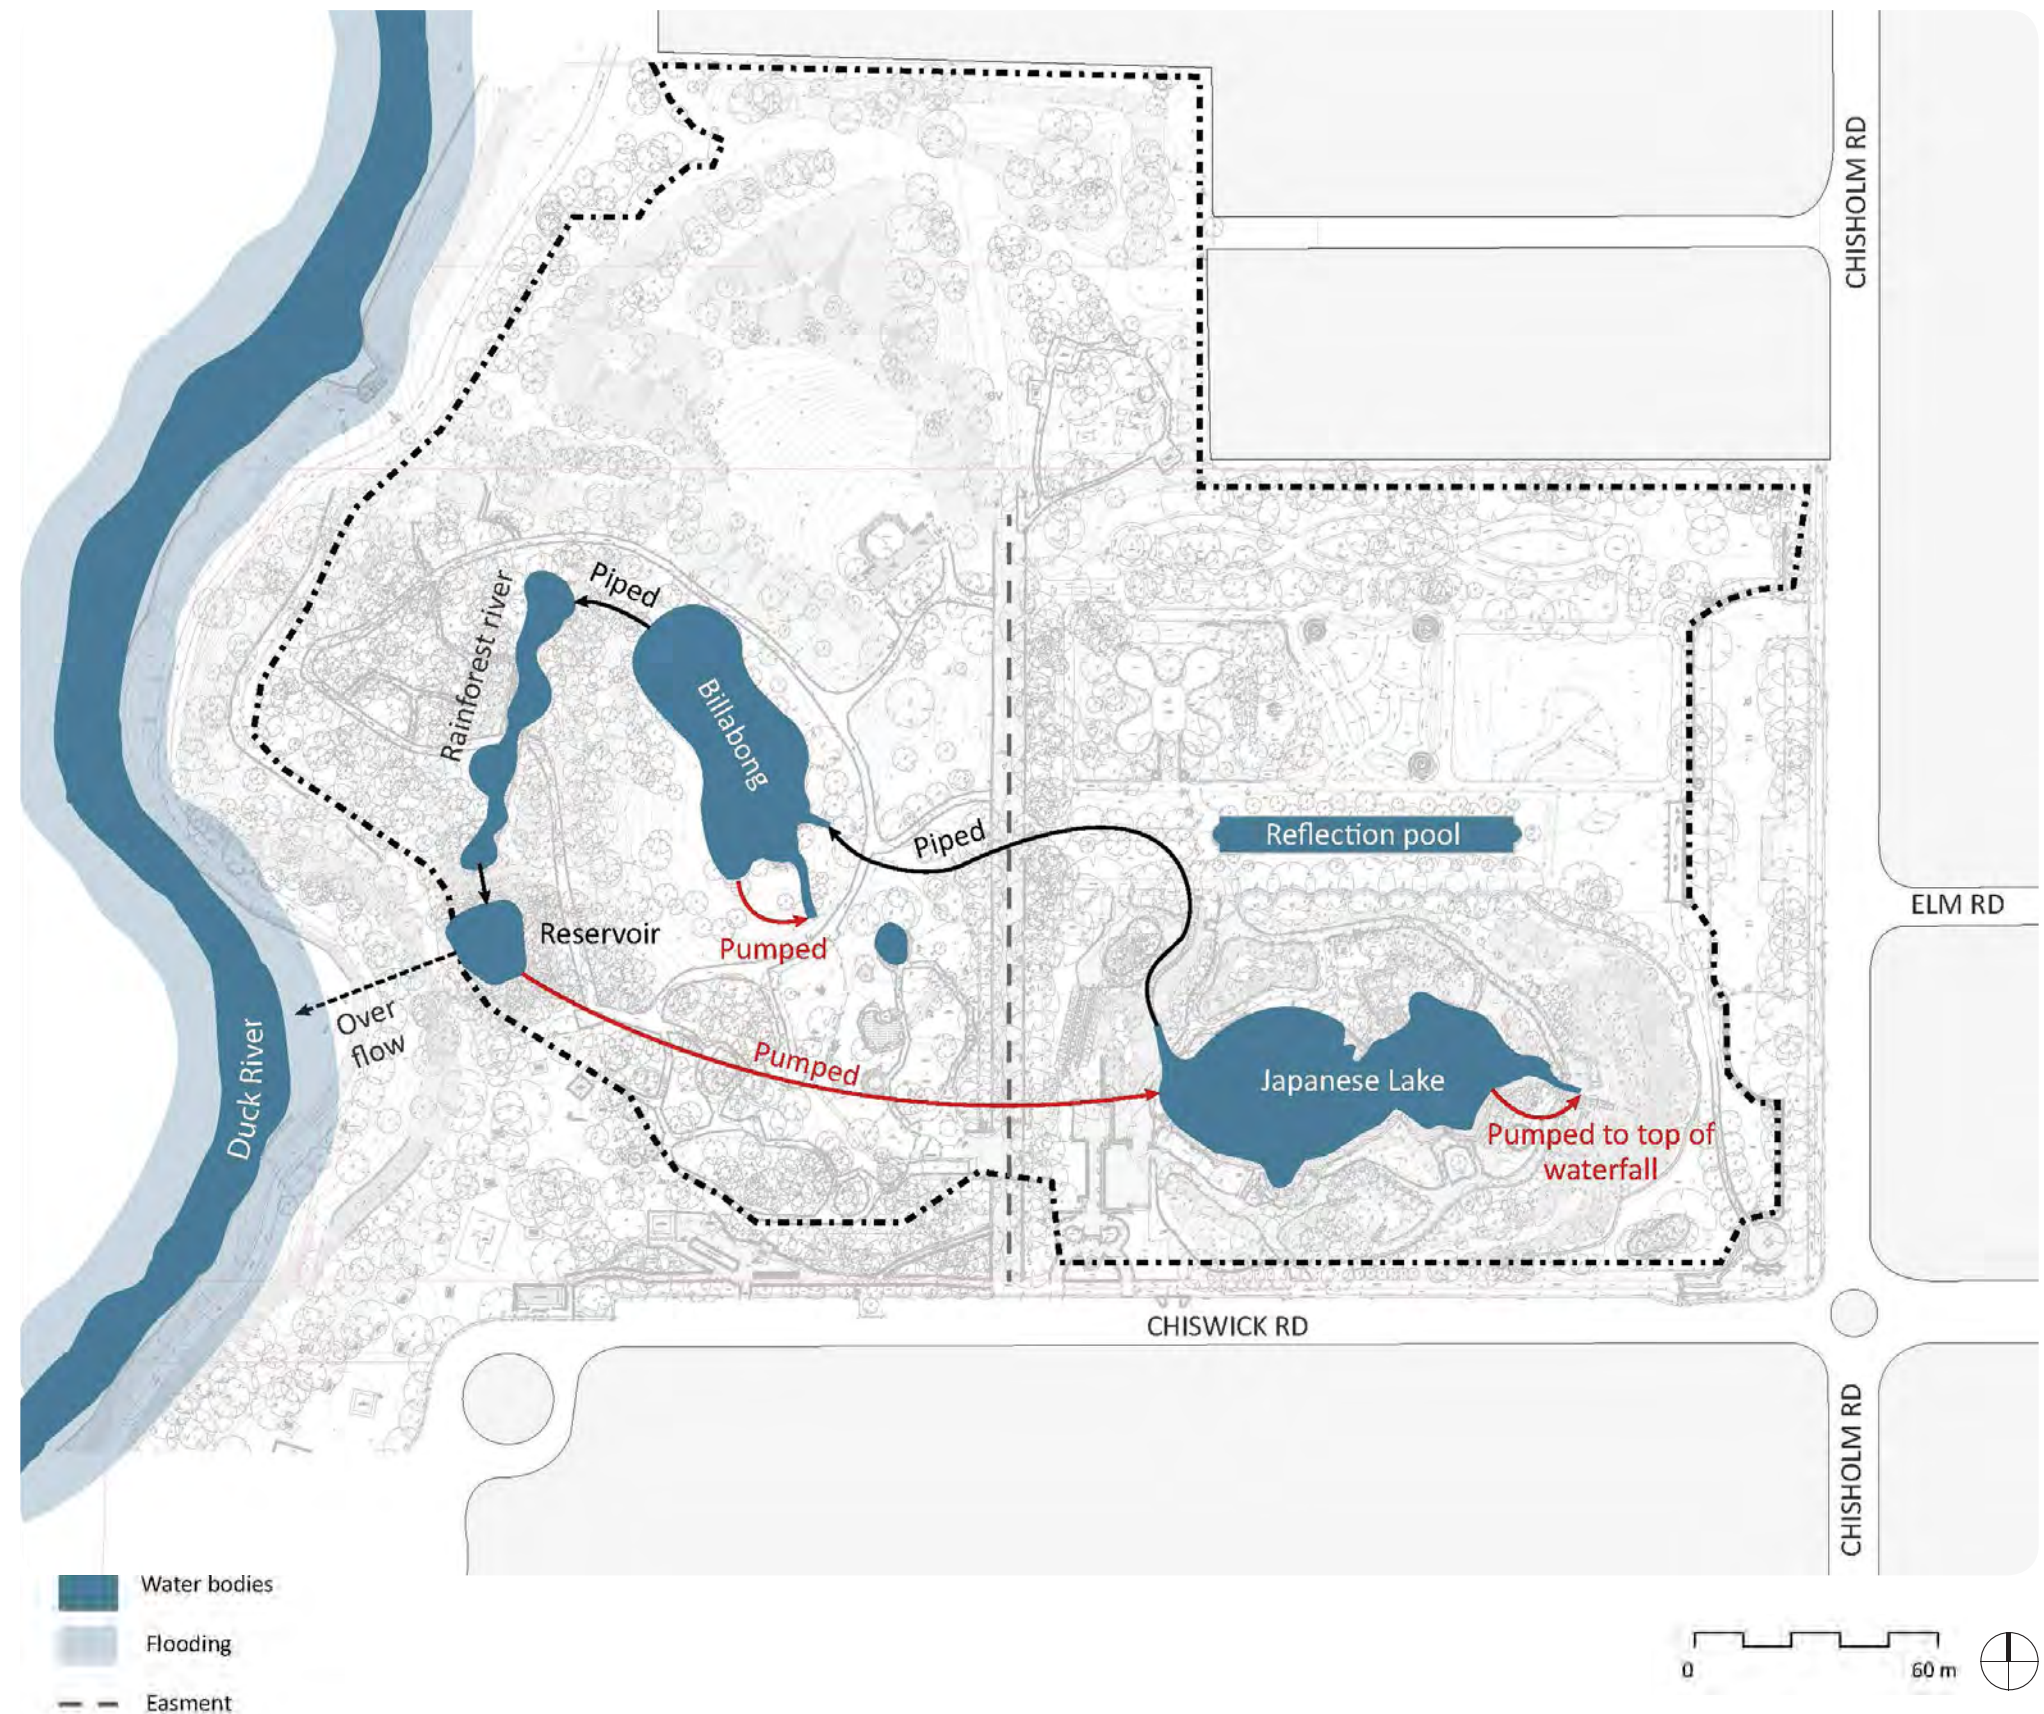 CHISHOLM RD
Piped
Rainforest river
Billabong
Piped
Reflection pool
ELM RD
Reservoir
Pumped
Over
flow
Duck River
Pumped
Japanese Lake
Pumped to top of
waterfall
CHISWICK RD
CHISHOLM RD
Water bodies
Flooding
Easment
0
60 m